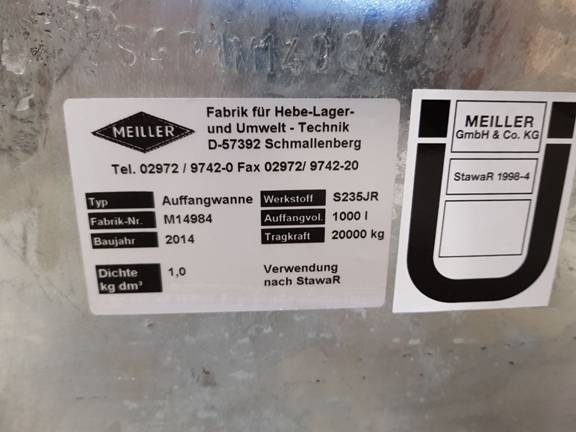 MEILLER
Fabrik für Hebe-Lager-
und Umwelt - Technik
D-57392 Schmallenberg
Tel. 02972 / 9742-0 Fax 02972/ 9742-20
Typ Auffangwanne Werkstoff S235JR
Fabrik-Nr. M14984 Auffangvol. 1000 l
Baujahr 2014 Tragkraft 20000 kg
Dichte 1,0 Verwendung
kg dm³ nach StawaR
MEILLER
GmbH & Co. KG
StawaR 1998-4